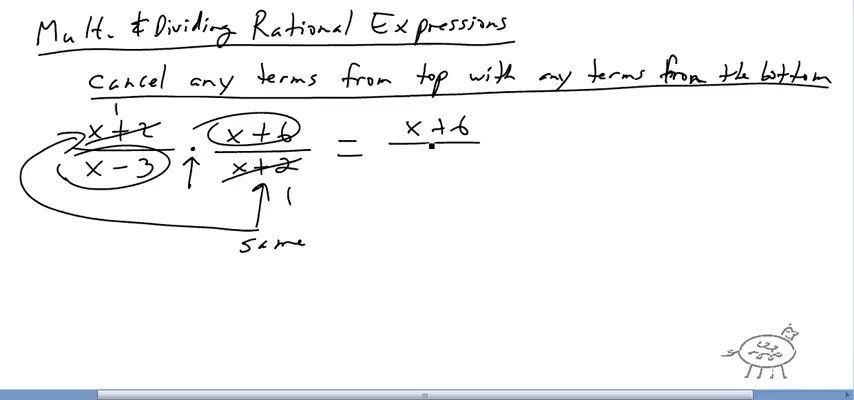 Mult. & Dividing Rational Expressions
Cancel any terms from top with any terms from the bottom
1
x+2 x+6 = x+6
x-3 · x+2
1
same